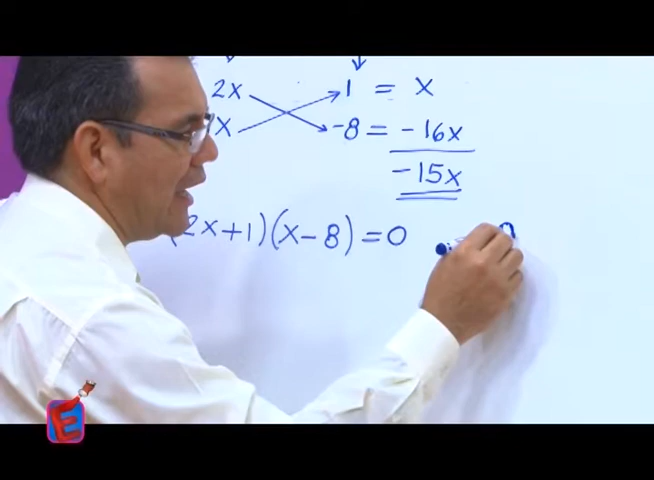 2x 1 = x
x -8 = -16x
-15x
(2x+1)(x-8)=0
E